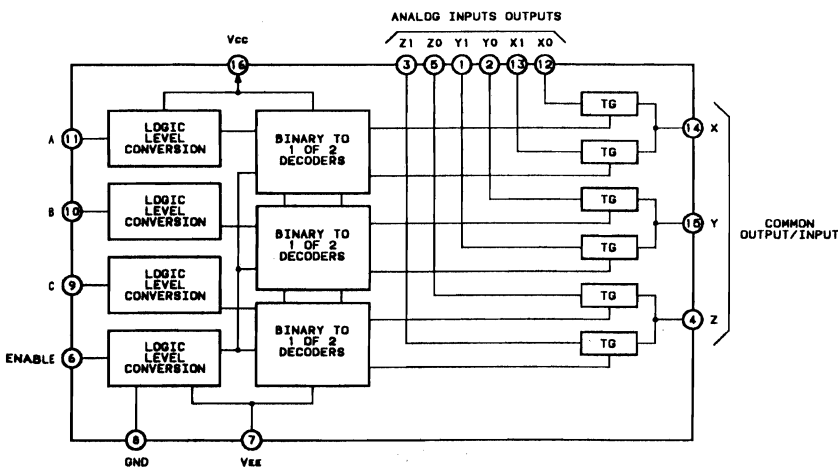 ANALOG INPUTS OUTPUTS
Vcc
Z1 Z0 Y1 Y0 X1 X0
16
3 5 1 2 13 12
A 11
LOGIC
LEVEL
CONVERSION
BINARY TO
1 OF 2
DECODERS
TG
14 X
TG
B 10
LOGIC
LEVEL
CONVERSION
BINARY TO
1 OF 2
DECODERS
TG
15 Y
TG
COMMON
OUTPUT/INPUT
C 9
LOGIC
LEVEL
CONVERSION
BINARY TO
1 OF 2
DECODERS
TG
4 Z
TG
ENABLE 6
LOGIC
LEVEL
CONVERSION
8
7
GND
VEE